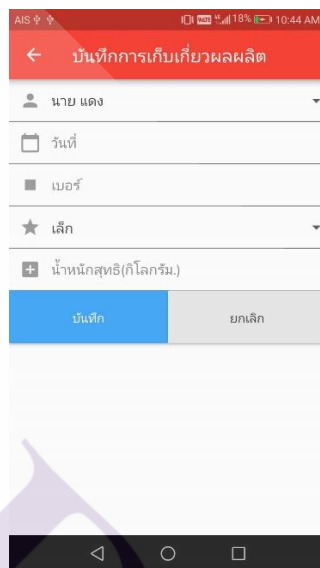 AIS 18% 10:44 AM
บันทึกการเก็บเกี่ยวผลผลิต
นาย แดง
วันที่
เบอร์
เล็ก
น้ำหนักสุทธิ(กิโลกรัม.)
บันทึก ยกเลิก